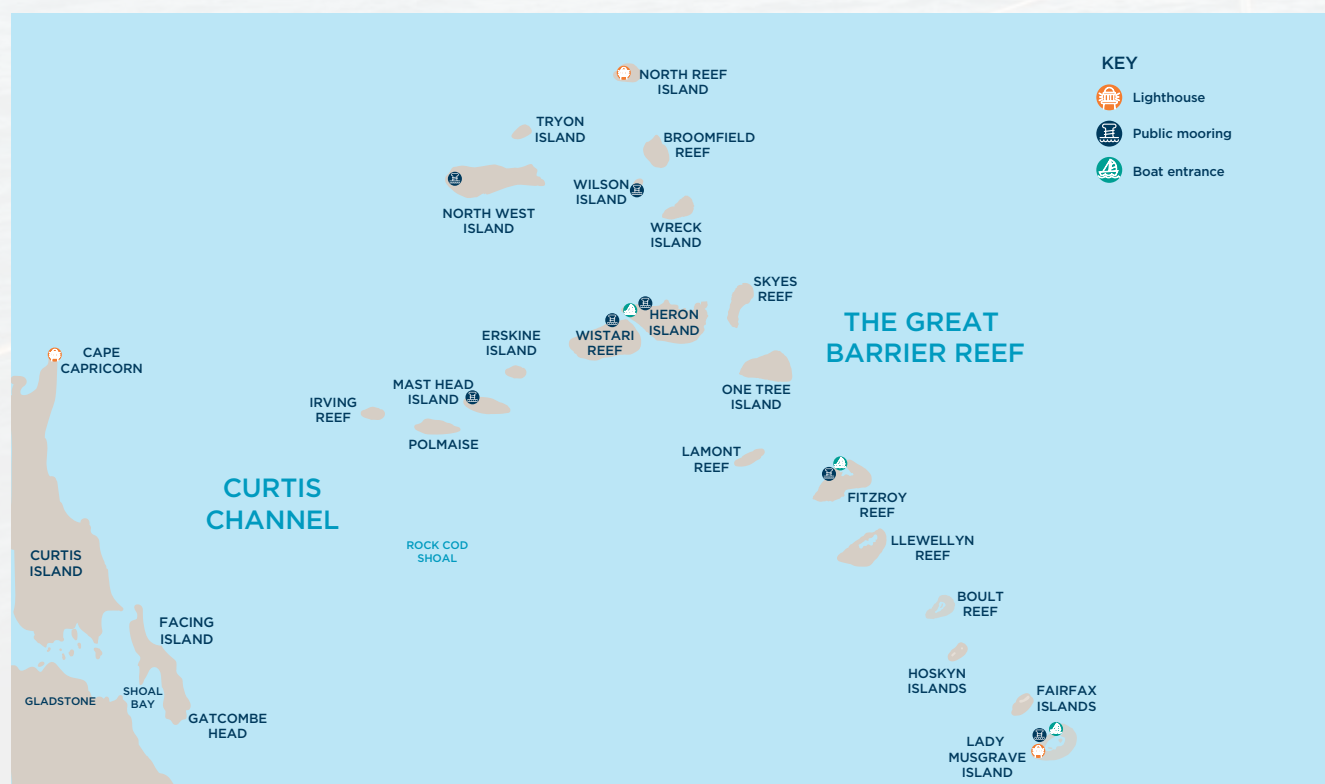 KEY
Lighthouse
Public mooring
Boat entrance
NORTH REEF
ISLAND
TRYON
ISLAND
BROOMFIELD
REEF
WILSON
ISLAND
NORTH WEST
ISLAND
WRECK
ISLAND
SKYES
REEF
THE GREAT
BARRIER REEF
HERON
ISLAND
WISTARI
REEF
ERSKINE
ISLAND
CAPE
CAPRICORN
MAST HEAD
ISLAND
IRVING
REEF
POLMAISE
ONE TREE
ISLAND
LAMONT
REEF
CURTIS
CHANNEL
FITZROY
REEF
ROCK COD
SHOAL
LLEWELLYN
REEF
CURTIS
ISLAND
BOULT
REEF
FACING
ISLAND
HOSKYN
ISLANDS
FAIRFAX
ISLANDS
GLADSTONE
SHOAL
BAY
GATCOMBE
HEAD
LADY
MUSGRAVE
ISLAND